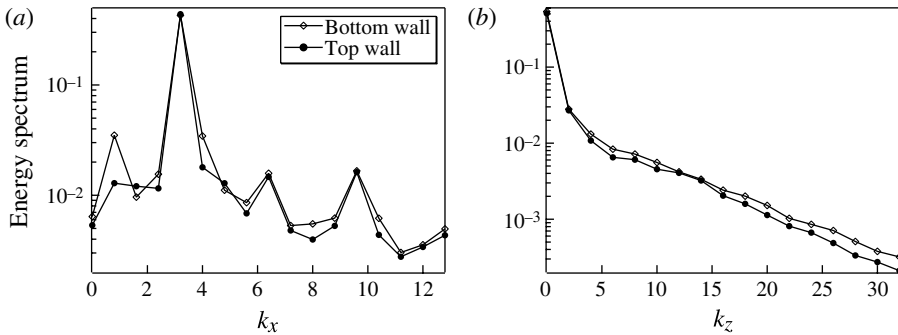 (a)
Bottom wall
Top wall
Energy spectrum
10⁻¹
10⁻²
0 2 4 6 8 10 12
kₓ
(b)
10⁻¹
10⁻²
10⁻³
0 5 10 15 20 25 30
k_z